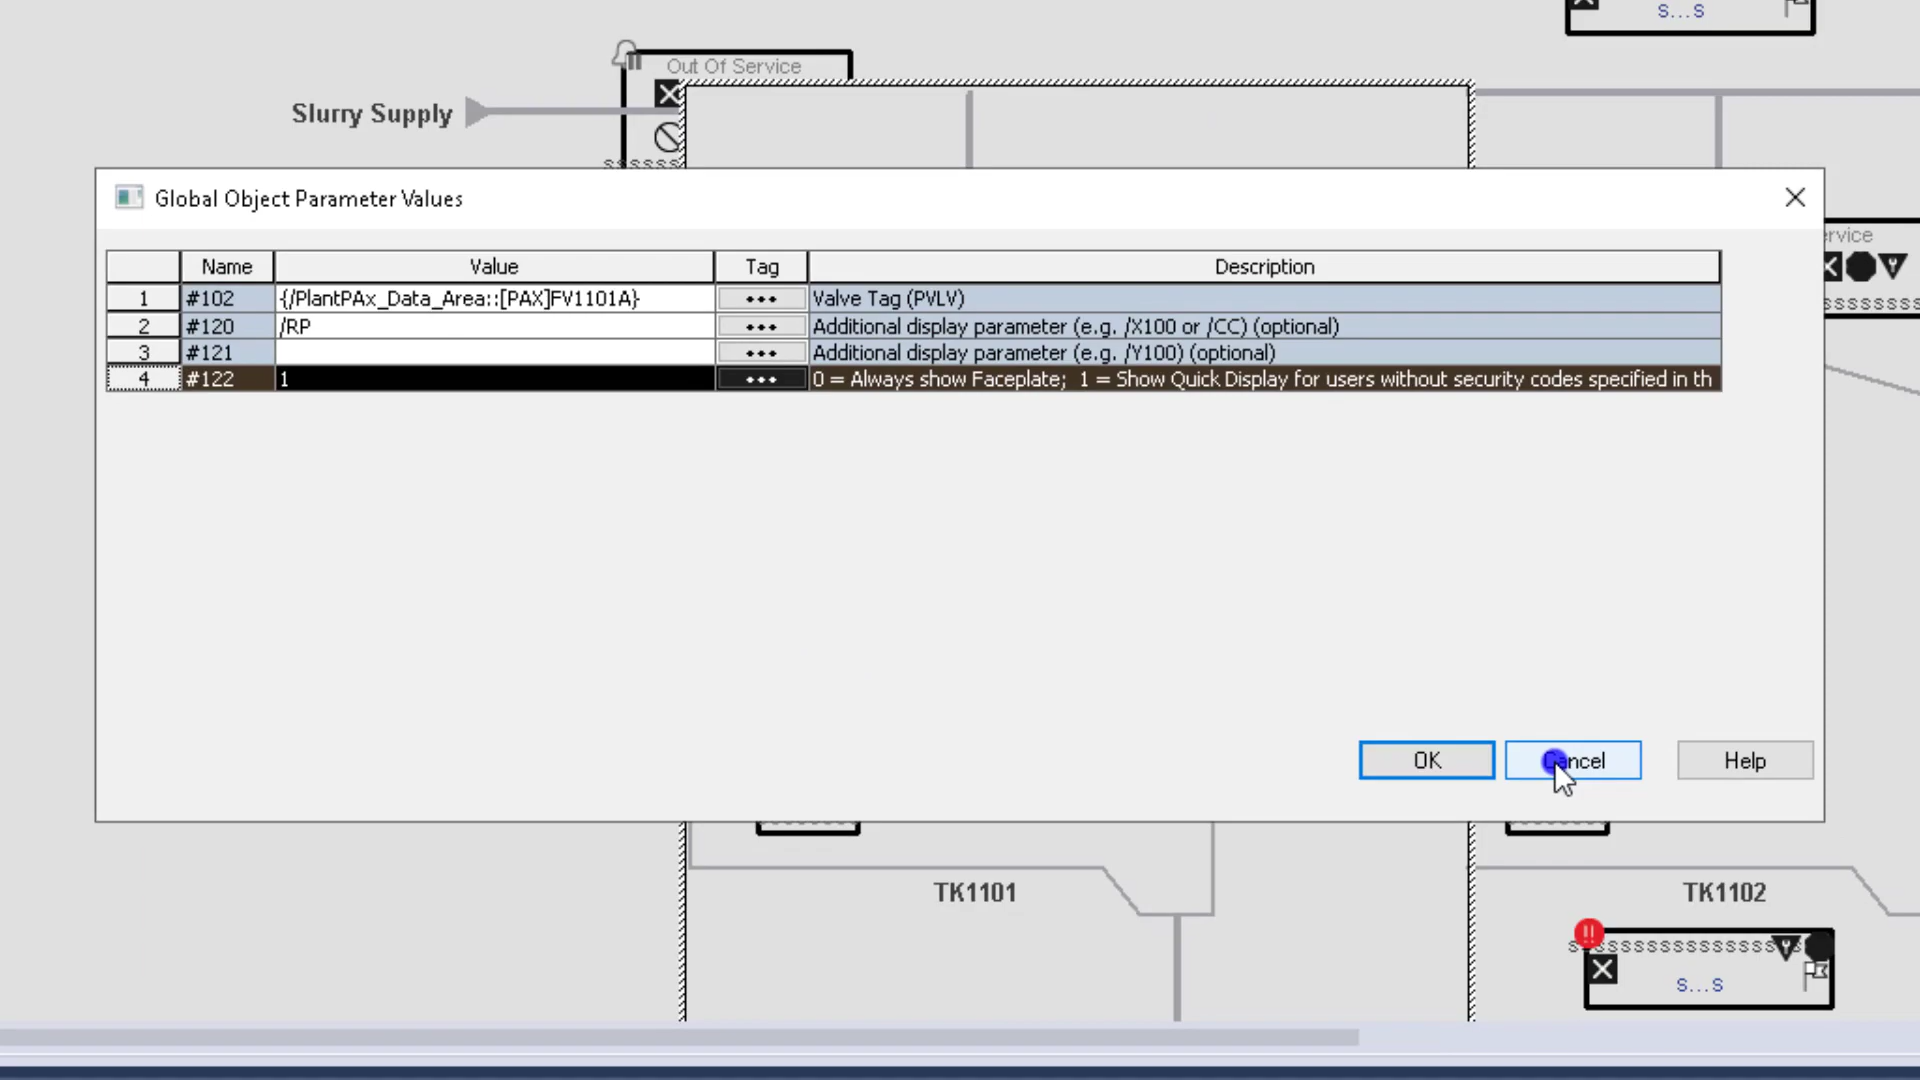 S...S
Out Of Service
Slurry Supply
ssssss
Global Object Parameter Values
ervice
Name Value Tag Description
sssssss
1 #102 {/PlantPAx_Data_Area::[PAX]FV1101A} ••• Valve Tag (PVLV)
2 #120 /RP ••• Additional display parameter (e.g. /X100 or /CC) (optional)
3 #121 ••• Additional display parameter (e.g. /Y100) (optional)
4 #122 1 ••• 0 = Always show Faceplate; 1 = Show Quick Display for users without security codes specified in th
OK Cancel Help
TK1101 TK1102
!!
S...S